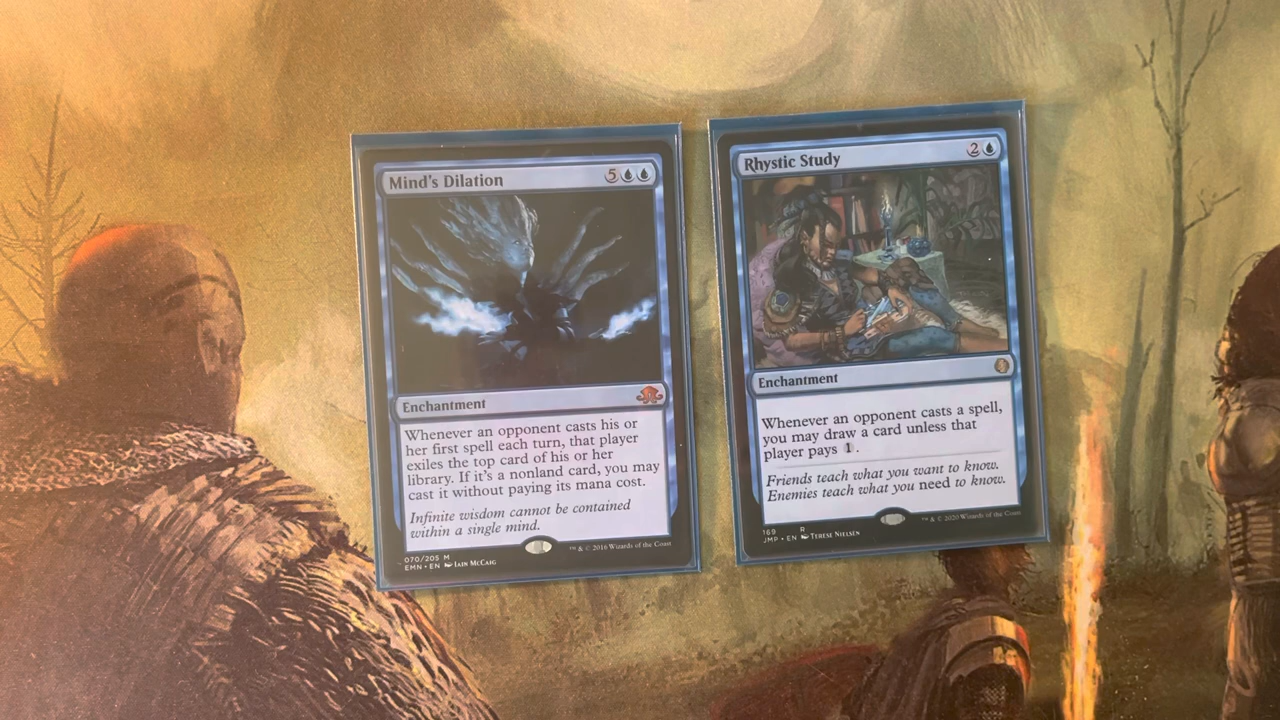 Mind's Dilation
5
Enchantment
Whenever an opponent casts his or
her first spell each turn, that player
exiles the top card of his or her
library. If it's a nonland card, you may
cast it without paying its mana cost.
Infinite wisdom cannot be contained
within a single mind.
070/205 M
EMN • EN Iain McCaig
™ & © 2016 Wizards of the Coast
Rhystic Study
2
Enchantment
Whenever an opponent casts a spell,
you may draw a card unless that
player pays 1.
Friends teach what you want to know.
Enemies teach what you need to know.
169 R
JMP • EN Terese Nielsen
™ & © 2020 Wizards of the Coast